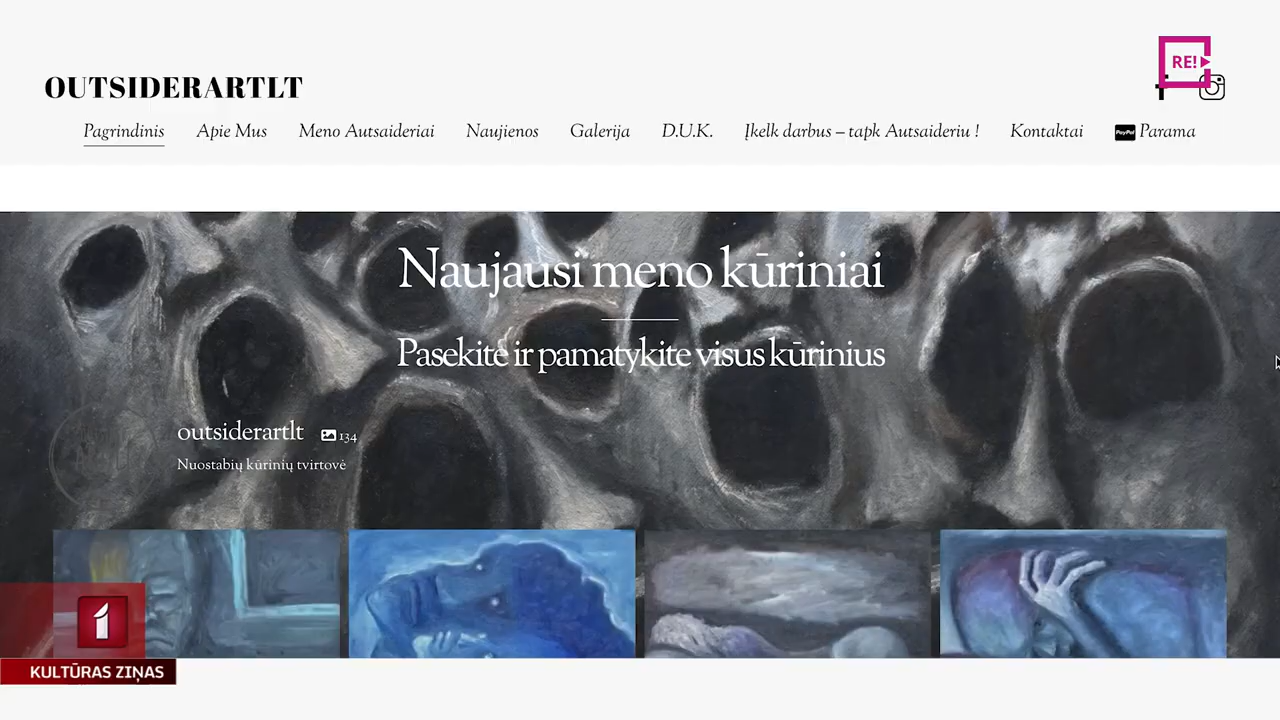 RE!
OUTSIDERARTLT
Pagrindinis Apie Mus Meno Autsaideriai Naujienos Galerija D.U.K. Įkelk darbus – tapk Autsaideriu ! Kontaktai PayPal Parama
Naujausi meno kūriniai
Pasekite ir pamatykite visus kūrinius
outsiderartlt 134
Nuostabių kūrinių tvirtovė
1
KULTŪRAS ZIŅAS